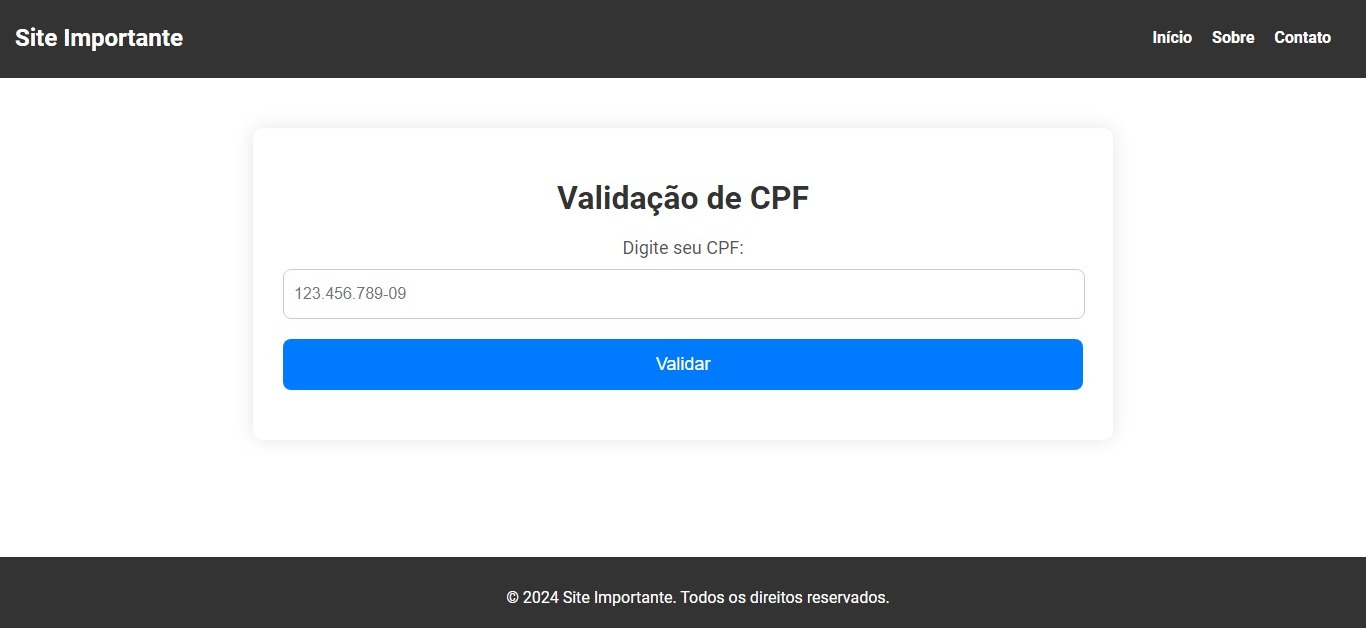 Site Importante
Início Sobre Contato
Validação de CPF
Digite seu CPF:
123.456.789-09
Validar
© 2024 Site Importante. Todos os direitos reservados.